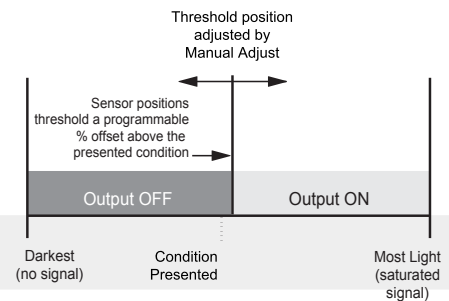 Threshold position
adjusted by
Manual Adjust
Sensor positions
threshold a programmable
% offset above the
presented condition
Output OFF
Output ON
Darkest
(no signal)
Condition
Presented
Most Light
(saturated
signal)